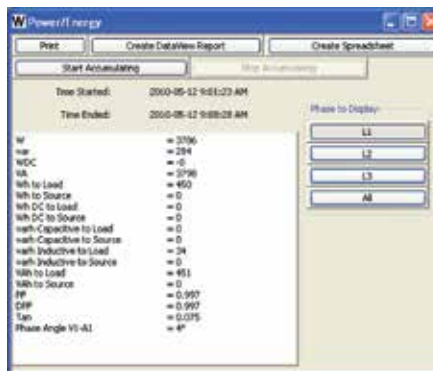 Power/Energy
Print Create DataView Report Create Spreadsheet
Start Accumulating Stop Accumulating
Time Started: 2010-05-12 9:01:23 AM
Time Ended: 2010-05-12 9:08:28 AM
Phase to Display:
L1
L2
L3
All
W = 3786
var = 284
WDC = -0
VA = 3798
Wh to Load = 450
Wh to Source = 0
Wh DC to Load = 0
Wh DC to Source = 0
varh Capacitive to Load = 0
varh Capacitive to Source = 0
varh Inductive to Load = 34
varh Inductive to Source = 0
VAh to Load = 451
VAh to Source = 0
PF = 0.997
DPF = 0.997
Tan = 0.075
Phase Angle V1-A1 = 4°